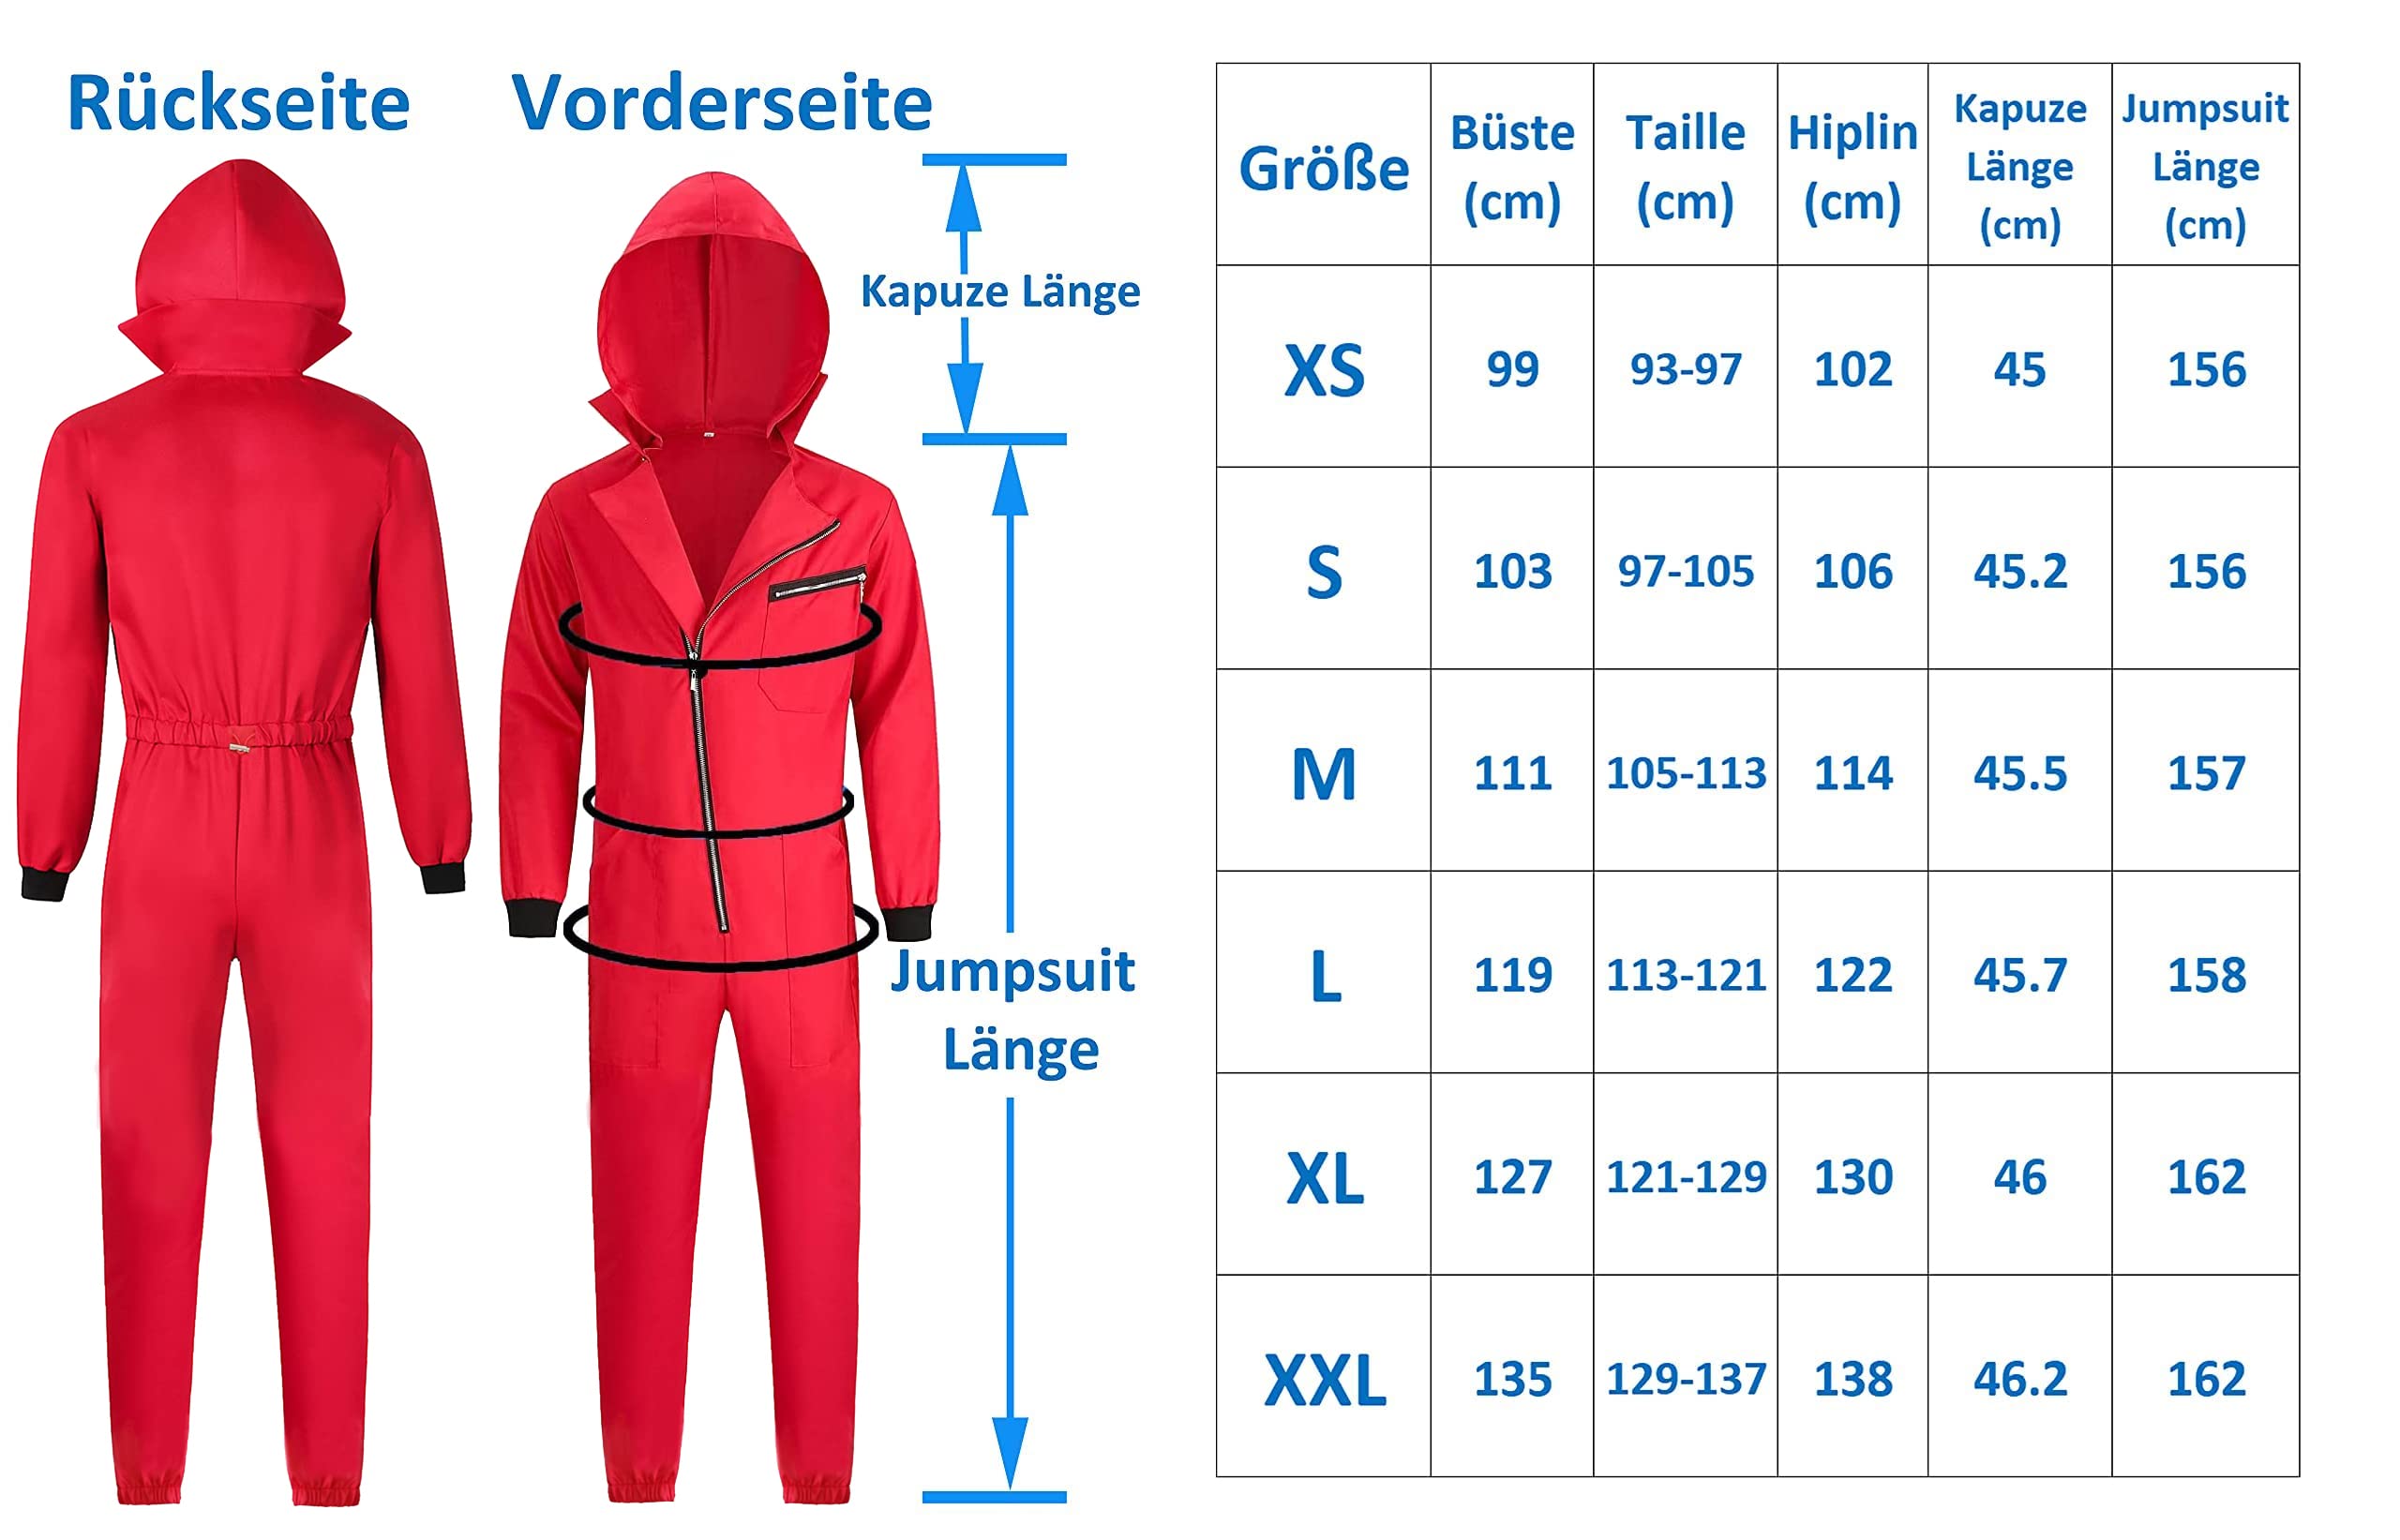 Rückseite
Vorderseite
Kapuze Länge
Jumpsuit
Länge
Größe Büste (cm) Taille (cm) Hiplin (cm) Kapuze Länge (cm) Jumpsuit Länge (cm)
XS 99 93-97 102 45 156
S 103 97-105 106 45.2 156
M 111 105-113 114 45.5 157
L 119 113-121 122 45.7 158
XL 127 121-129 130 46 162
XXL 135 129-137 138 46.2 162